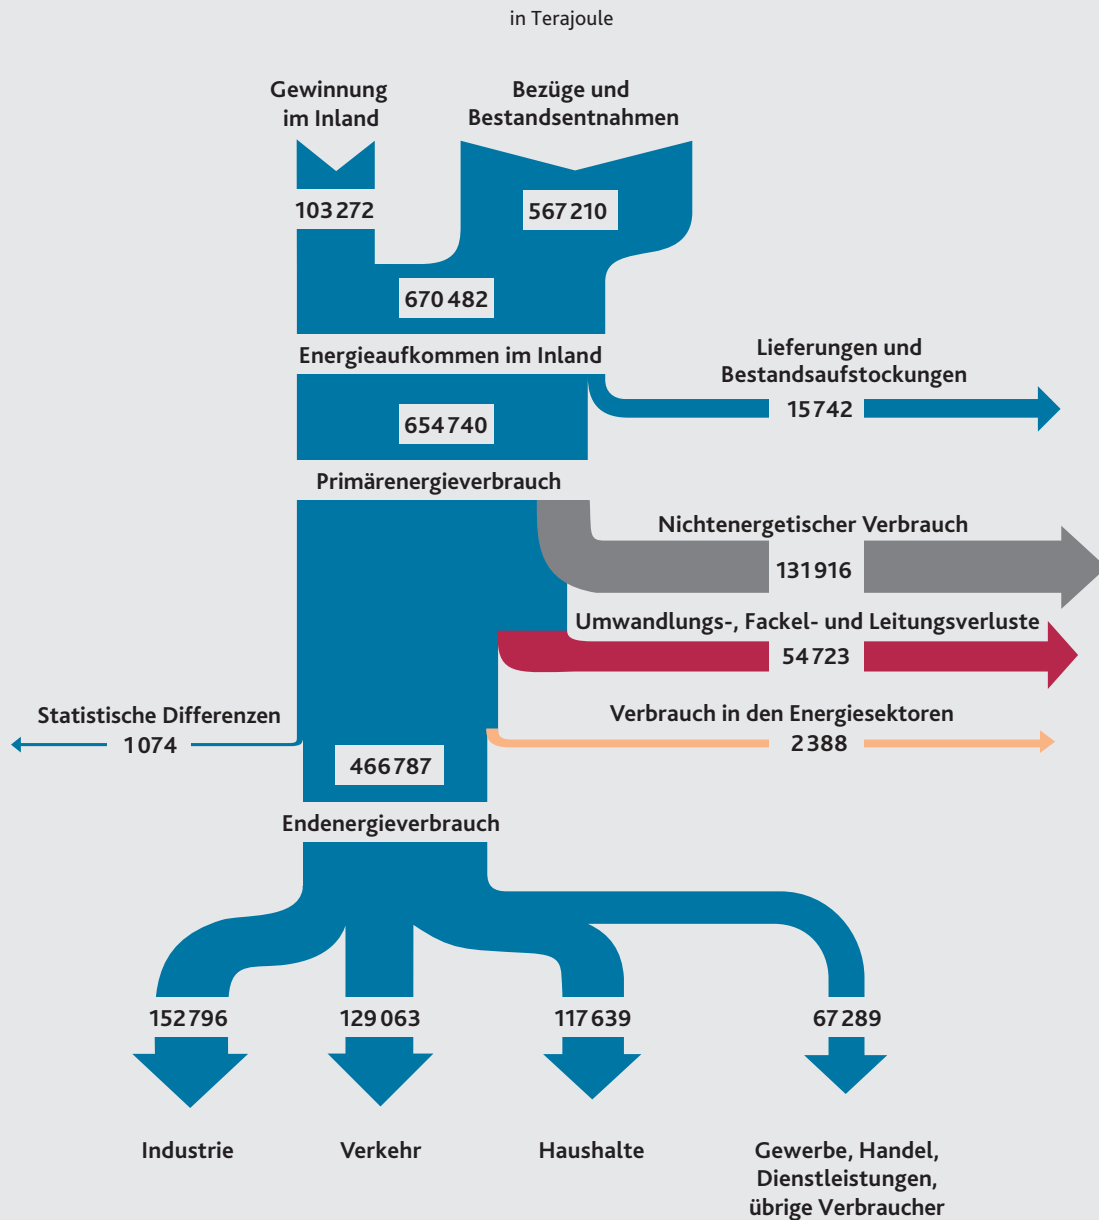 in Terajoule
Gewinnung
im Inland
Bezüge und
Bestandsentnahmen
103 272
567 210
670 482
Energieaufkommen im Inland
Lieferungen und
Bestandsaufstockungen
15 742
654 740
Primärenergieverbrauch
Nichtenergetischer Verbrauch
131 916
Umwandlungs-, Fackel- und Leitungsverluste
54 723
Statistische Differenzen
1 074
Verbrauch in den Energiesektoren
2 388
466 787
Endenergieverbrauch
152 796
129 063
117 639
67 289
Industrie
Verkehr
Haushalte
Gewerbe, Handel,
Dienstleistungen,
übrige Verbraucher